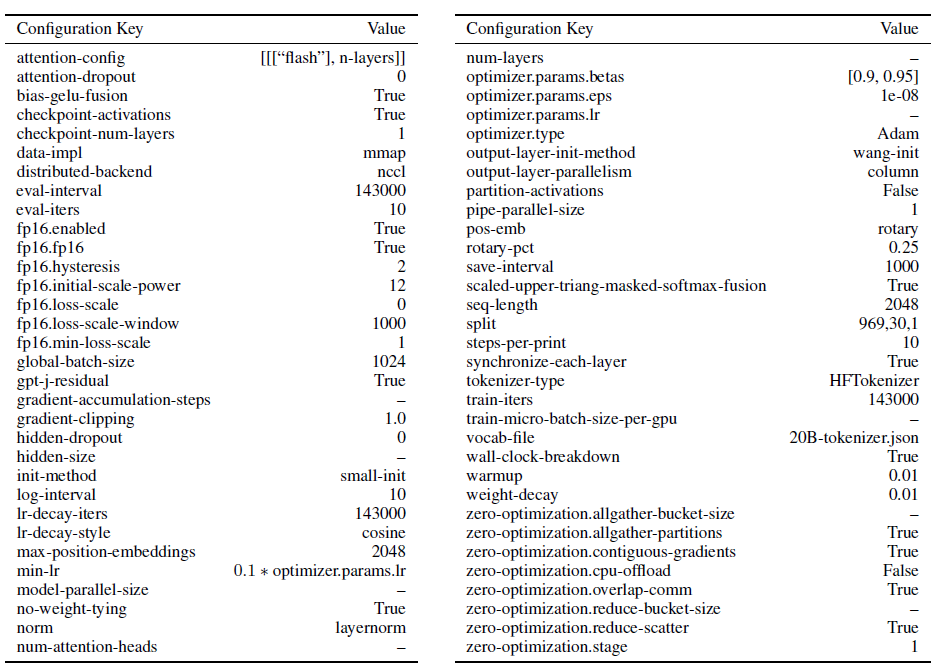 Configuration Key Value
attention-config [[[“flash”], n-layers]]
attention-dropout 0
bias-gelu-fusion True
checkpoint-activations True
checkpoint-num-layers 1
data-impl mmap
distributed-backend nccl
eval-interval 143000
eval-iters 10
fp16.enabled True
fp16.fp16 True
fp16.hysteresis 2
fp16.initial-scale-power 12
fp16.loss-scale 0
fp16.loss-scale-window 1000
fp16.min-loss-scale 1
global-batch-size 1024
gpt-j-residual True
gradient-accumulation-steps –
gradient-clipping 1.0
hidden-dropout 0
hidden-size –
init-method small-init
log-interval 10
lr-decay-iters 143000
lr-decay-style cosine
max-position-embeddings 2048
min-lr 0.1 ∗ optimizer.params.lr
model-parallel-size –
no-weight-tying True
norm layernorm
num-attention-heads –
Configuration Key Value
num-layers –
optimizer.params.betas [0.9, 0.95]
optimizer.params.eps 1e-08
optimizer.params.lr –
optimizer.type Adam
output-layer-init-method wang-init
output-layer-parallelism column
partition-activations False
pipe-parallel-size 1
pos-emb rotary
rotary-pct 0.25
save-interval 1000
scaled-upper-triang-masked-softmax-fusion True
seq-length 2048
split 969,30,1
steps-per-print 10
synchronize-each-layer True
tokenizer-type HFTokenizer
train-iters 143000
train-micro-batch-size-per-gpu –
vocab-file 20B-tokenizer.json
wall-clock-breakdown True
warmup 0.01
weight-decay 0.01
zero-optimization.allgather-bucket-size –
zero-optimization.allgather-partitions True
zero-optimization.contiguous-gradients True
zero-optimization.cpu-offload False
zero-optimization.overlap-comm True
zero-optimization.reduce-bucket-size –
zero-optimization.reduce-scatter True
zero-optimization.stage 1